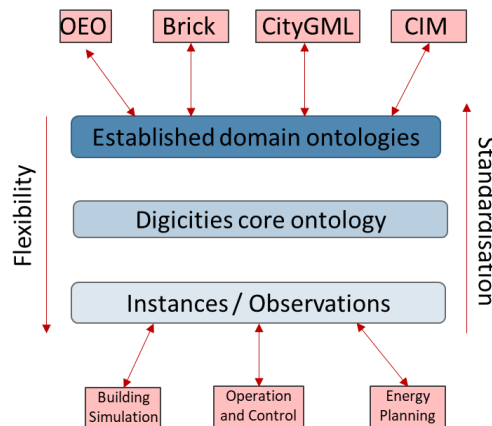 OEO
Brick
CityGML
CIM
Established domain ontologies
Flexibility
Standardisation
Digicities core ontology
Instances / Observations
Building
Simulation
Operation
and Control
Energy
Planning